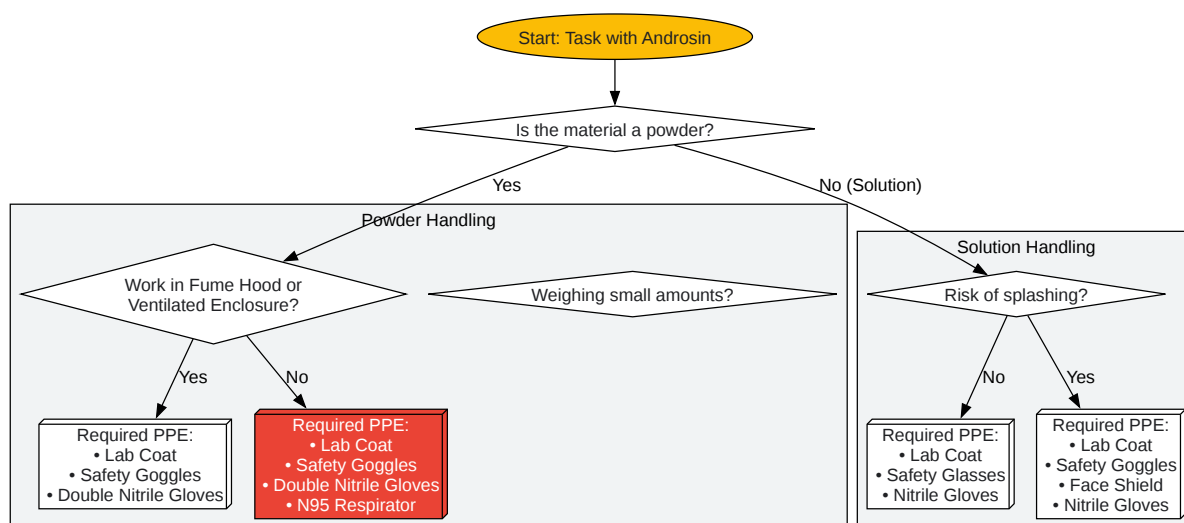 Start: Task with Androsin
Is the material a powder?
Yes
No (Solution)
Powder Handling
Work in Fume Hood or
Ventilated Enclosure?
Weighing small amounts?
Yes
No
Required PPE:
• Lab Coat
• Safety Goggles
• Double Nitrile Gloves
Required PPE:
• Lab Coat
• Safety Goggles
• Double Nitrile Gloves
• N95 Respirator
Solution Handling
Risk of splashing?
No
Yes
Required PPE:
• Lab Coat
• Safety Glasses
• Nitrile Gloves
Required PPE:
• Lab Coat
• Safety Goggles
• Face Shield
• Nitrile Gloves